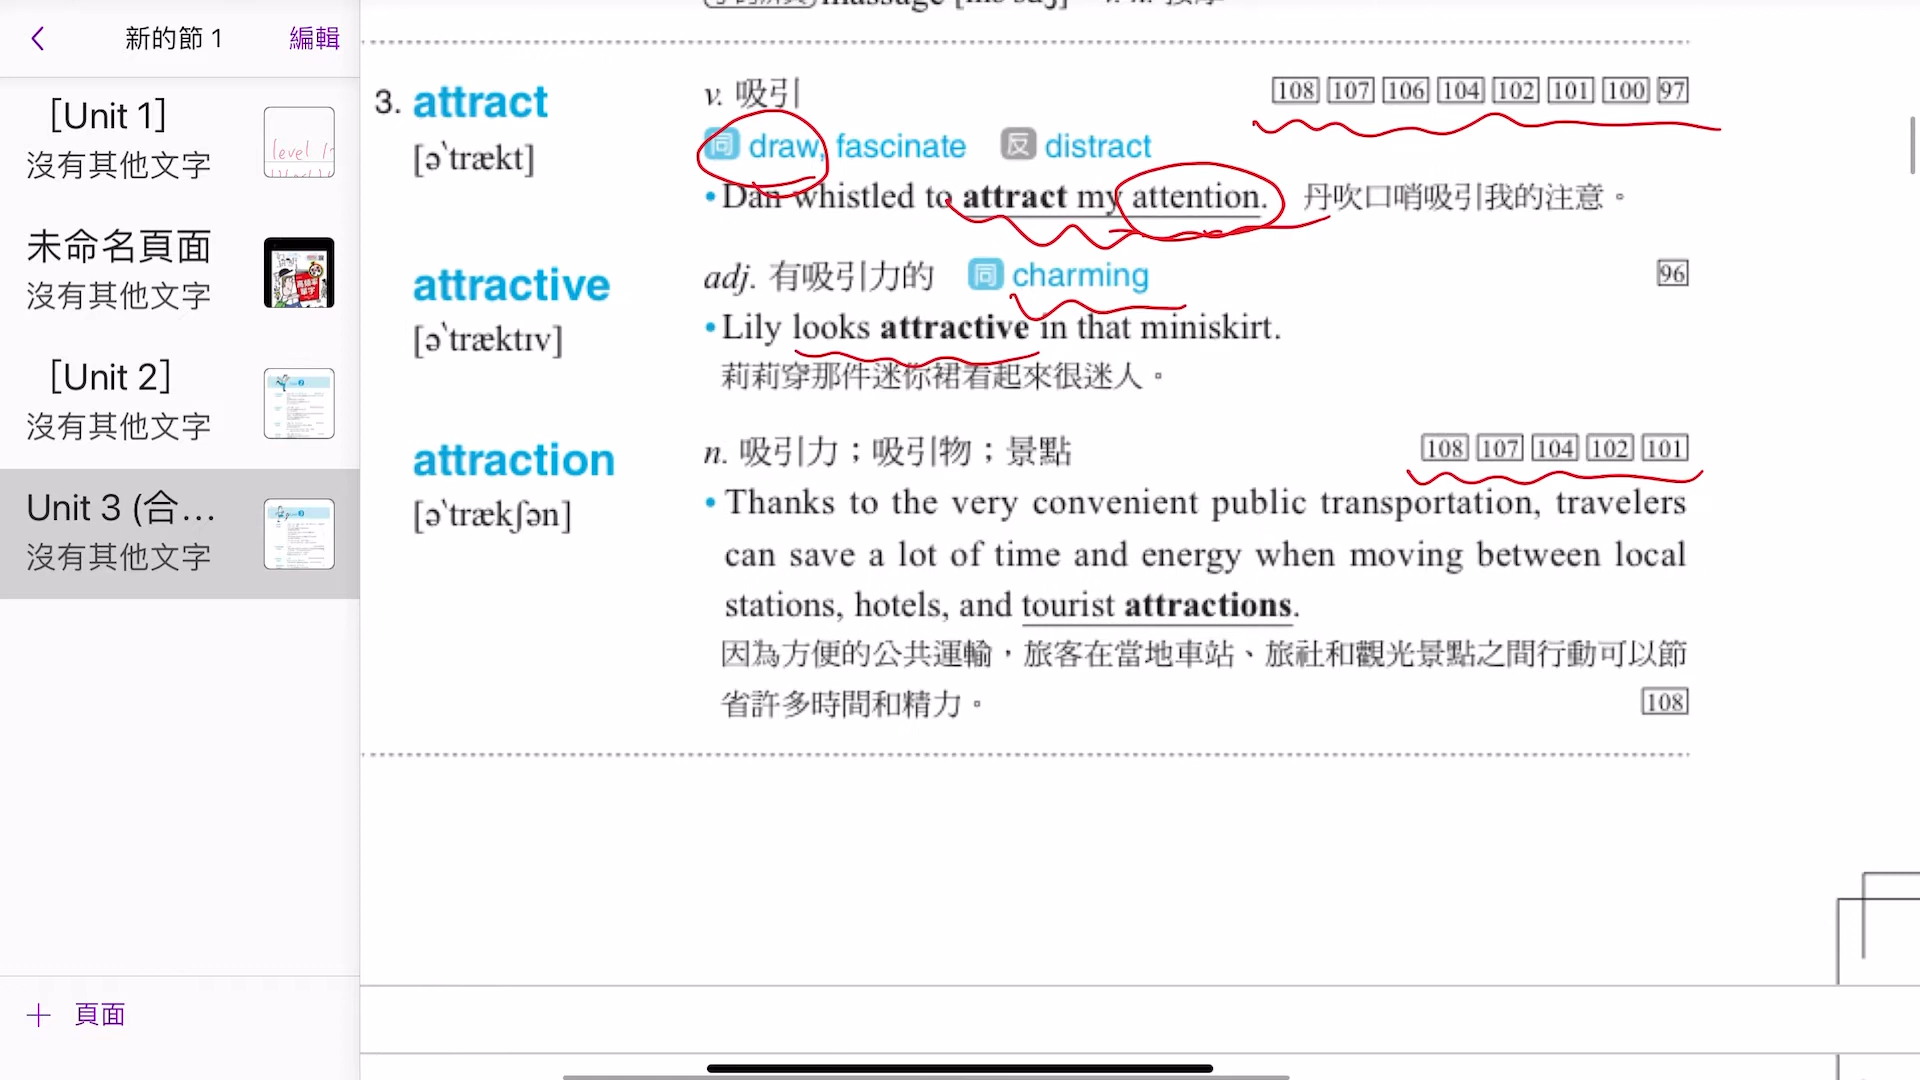 新的節 1
編輯
[Unit 1]
沒有其他文字
level 1
未命名頁面
沒有其他文字
[Unit 2]
沒有其他文字
Unit 3 (合…
沒有其他文字
＋ 頁面
massage
3. attract
[ə`trækt]
v. 吸引
108 107 106 104 102 101 100 97
同 draw, fascinate 反 distract
•Dan whistled to attract my attention. 丹吹口哨吸引我的注意。
attractive
[ə`træktɪv]
adj. 有吸引力的 同 charming
96
•Lily looks attractive in that miniskirt.
莉莉穿那件迷你裙看起來很迷人。
attraction
[ə`trækʃən]
n. 吸引力；吸引物；景點
108 107 104 102 101
•Thanks to the very convenient public transportation, travelers
can save a lot of time and energy when moving between local
stations, hotels, and tourist attractions.
因為方便的公共運輸，旅客在當地車站、旅社和觀光景點之間行動可以節
省許多時間和精力。
108